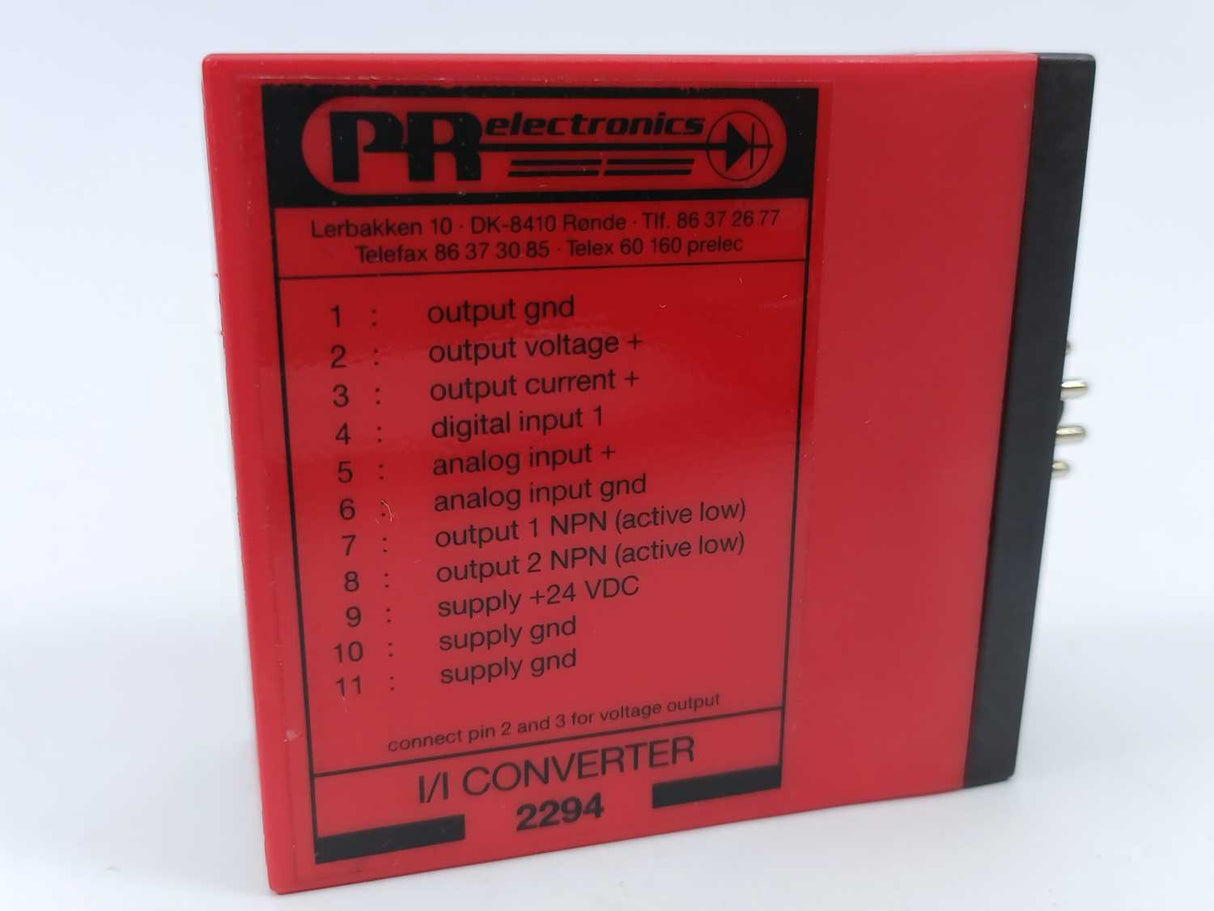 PR electronics
Lerbakken 10 · DK-8410 Rønde · Tlf. 86 37 26 77
Telefax 86 37 30 85 · Telex 60 160 prelec
1 : output gnd
2 : output voltage +
3 : output current +
4 : digital input 1
5 : analog input +
6 : analog input gnd
7 : output 1 NPN (active low)
8 : output 2 NPN (active low)
9 : supply +24 VDC
10 : supply gnd
11 : supply gnd
connect pin 2 and 3 for voltage output
I/I CONVERTER
2294